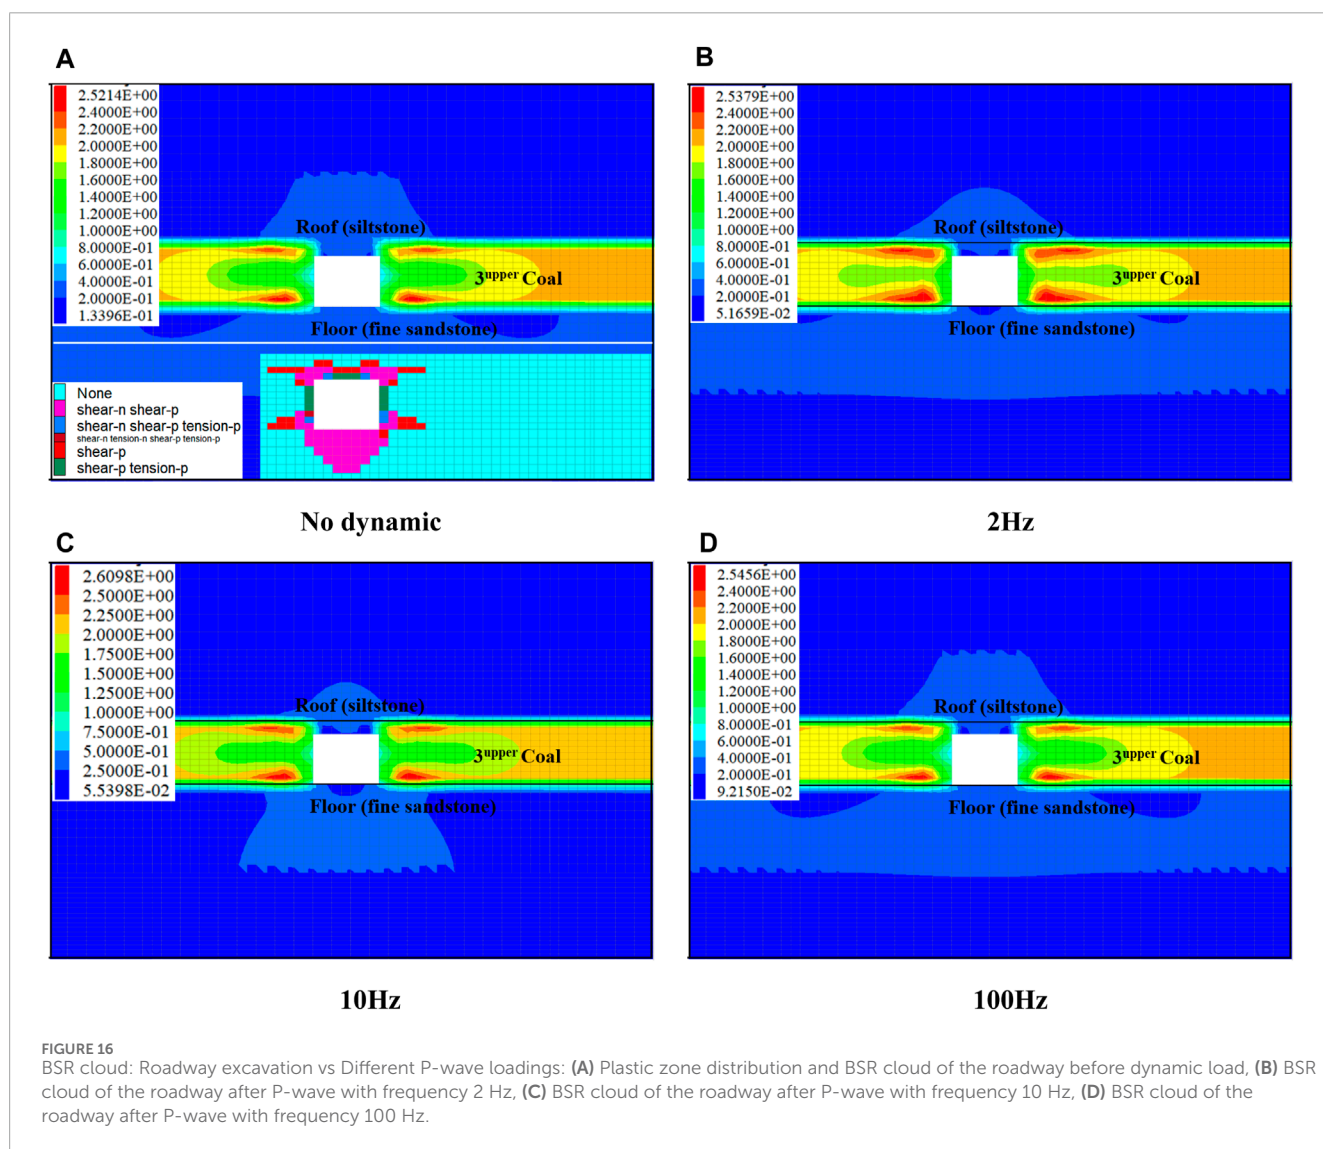 A
2.5214E+00
2.4000E+00
2.2000E+00
2.0000E+00
1.8000E+00
1.6000E+00
1.4000E+00
1.2000E+00
1.0000E+00
8.0000E-01
6.0000E-01
4.0000E-01
2.0000E-01
1.3396E-01
Roof (siltstone)
3upper Coal
Floor (fine sandstone)
None
shear-n shear-p
shear-n shear-p tension-p
shear-n tension-n shear-p tension-p
shear-p
shear-p tension-p
No dynamic
B
2.5379E+00
2.4000E+00
2.2000E+00
2.0000E+00
1.8000E+00
1.6000E+00
1.4000E+00
1.2000E+00
1.0000E+00
8.0000E-01
6.0000E-01
4.0000E-01
2.0000E-01
5.1659E-02
Roof (siltstone)
3upper Coal
Floor (fine sandstone)
2Hz
C
2.6098E+00
2.5000E+00
2.2500E+00
2.0000E+00
1.7500E+00
1.5000E+00
1.2500E+00
1.0000E+00
7.5000E-01
5.0000E-01
2.5000E-01
5.5398E-02
Roof (siltstone)
3upper Coal
Floor (fine sandstone)
10Hz
D
2.5456E+00
2.4000E+00
2.2000E+00
2.0000E+00
1.8000E+00
1.6000E+00
1.4000E+00
1.2000E+00
1.0000E+00
8.0000E-01
6.0000E-01
4.0000E-01
2.0000E-01
9.2150E-02
Roof (siltstone)
3upper Coal
Floor (fine sandstone)
100Hz
FIGURE 16
BSR cloud: Roadway excavation vs Different P-wave loadings: (A) Plastic zone distribution and BSR cloud of the roadway before dynamic load, (B) BSR
cloud of the roadway after P-wave with frequency 2 Hz, (C) BSR cloud of the roadway after P-wave with frequency 10 Hz, (D) BSR cloud of the
roadway after P-wave with frequency 100 Hz.